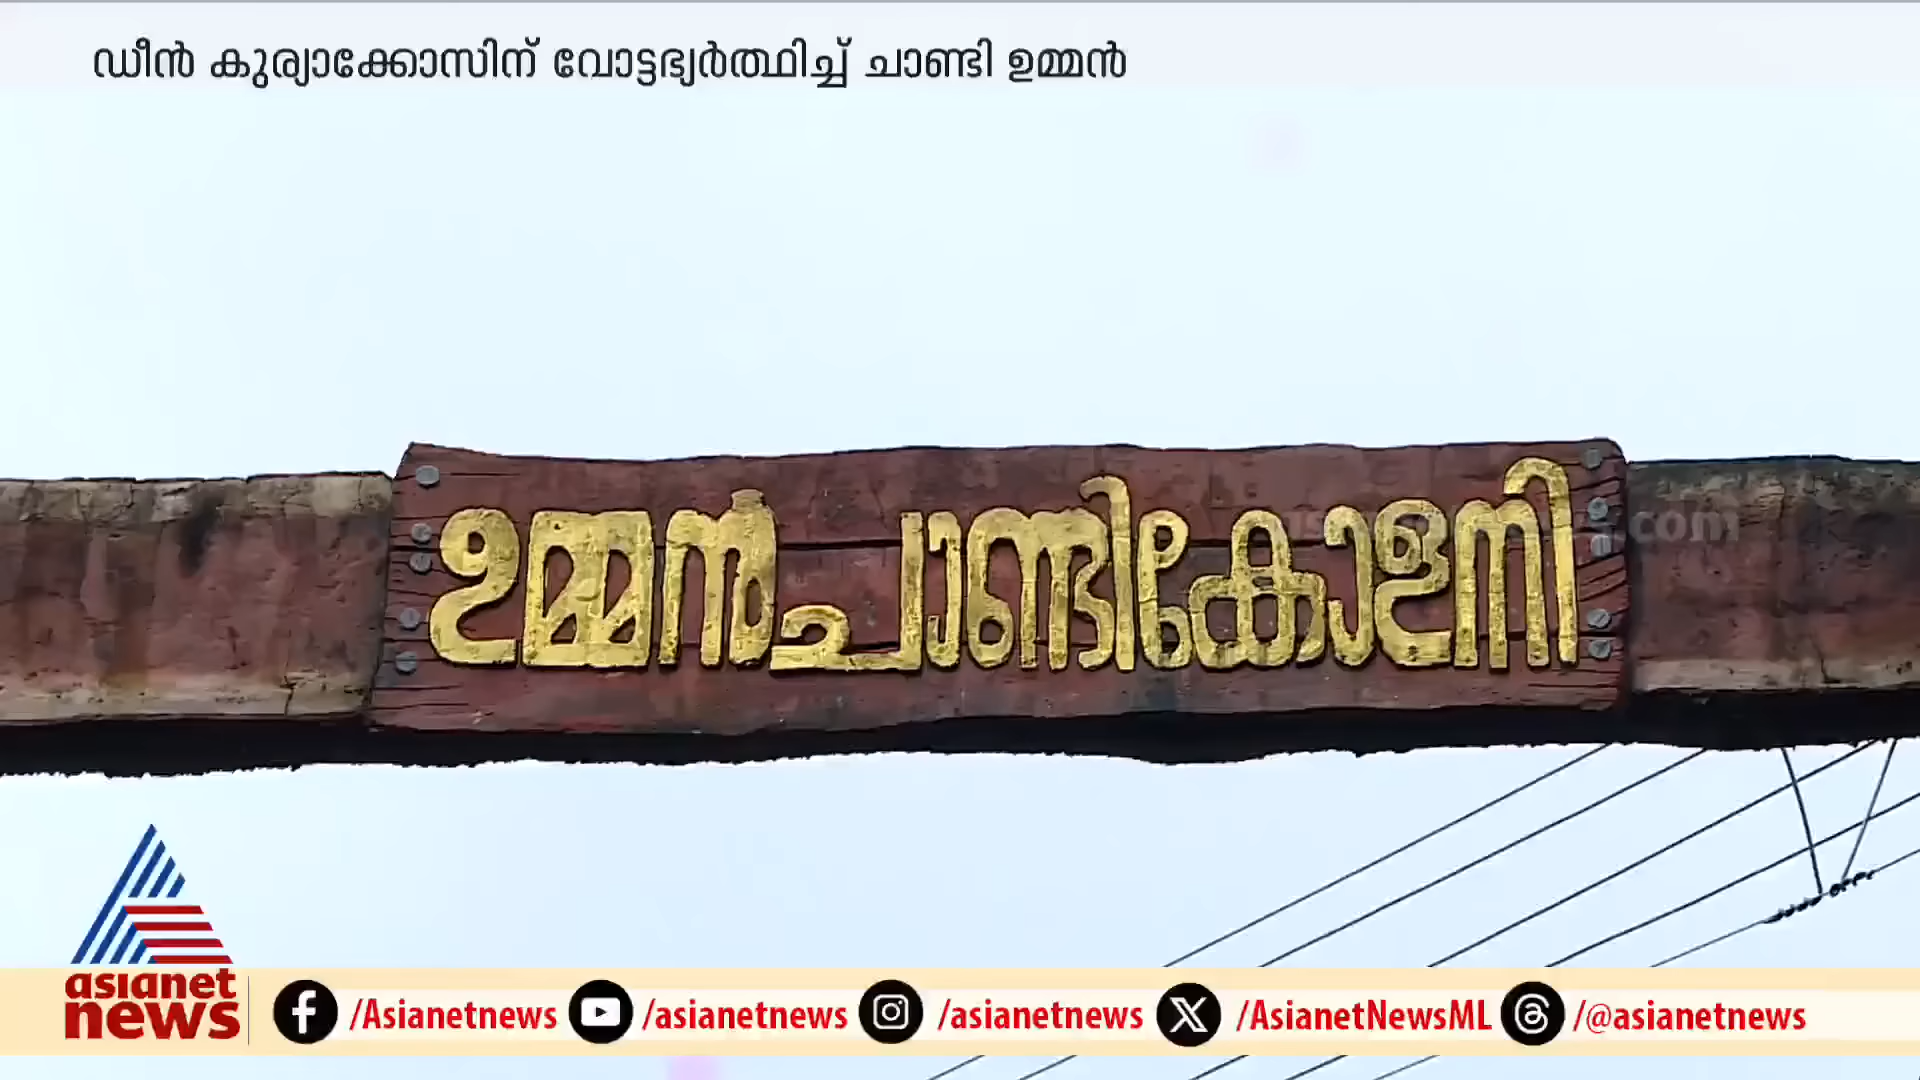 ഡീൻ കുര്യാക്കോസിന് വോട്ടഭ്യർത്ഥിച്ച് ചാണ്ടി ഉമ്മൻ
ഉമ്മൻചാണ്ടികോളനി
asianet news
/Asianetnews /asianetnews /asianetnews /AsianetNewsML /@asianetnews